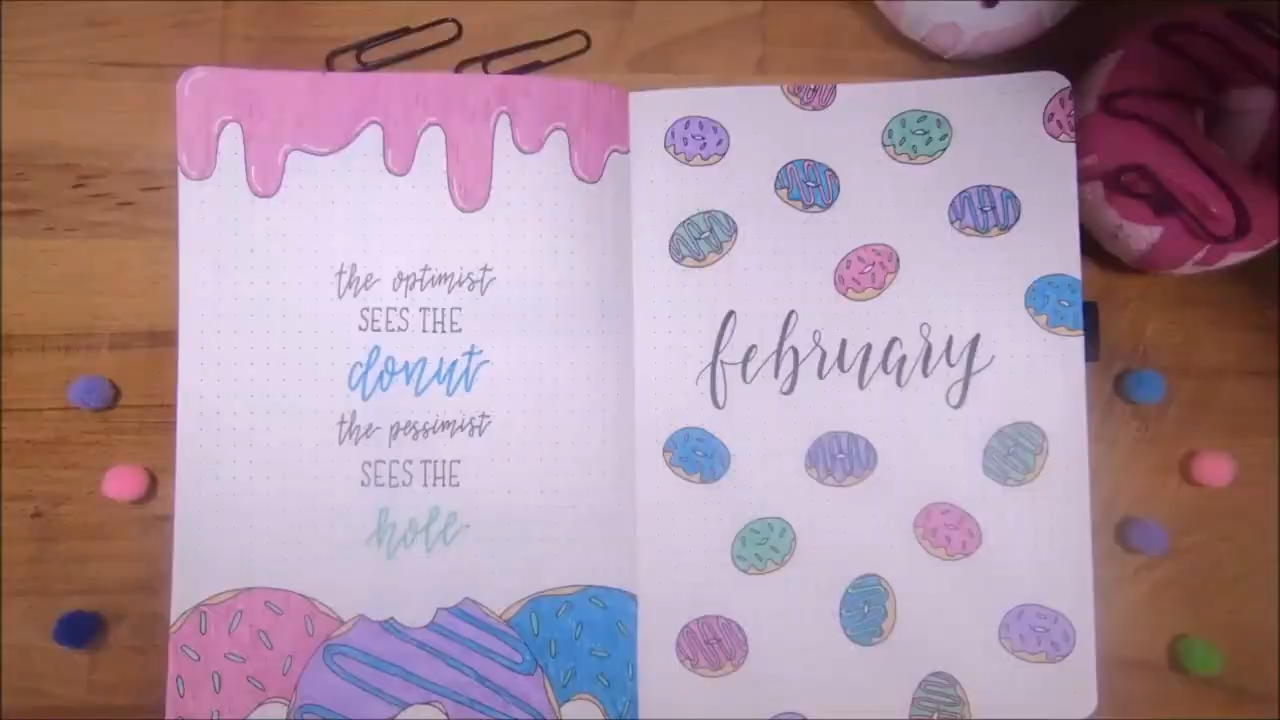 the optimist
SEES THE
donut
the pessimist
SEES THE
hole
february